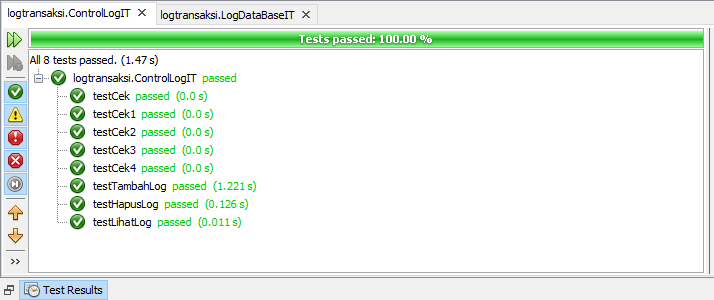 logtransaksi.ControlLogIT logtransaksi.LogDataBaseIT
Tests passed: 100.00 %
All 8 tests passed. (1.47 s)
logtransaksi.ControlLogIT passed
testCek passed (0.0 s)
testCek1 passed (0.0 s)
testCek2 passed (0.0 s)
testCek3 passed (0.0 s)
testCek4 passed (0.0 s)
testTambahLog passed (1.221 s)
testHapusLog passed (0.126 s)
testLihatLog passed (0.011 s)
Test Results